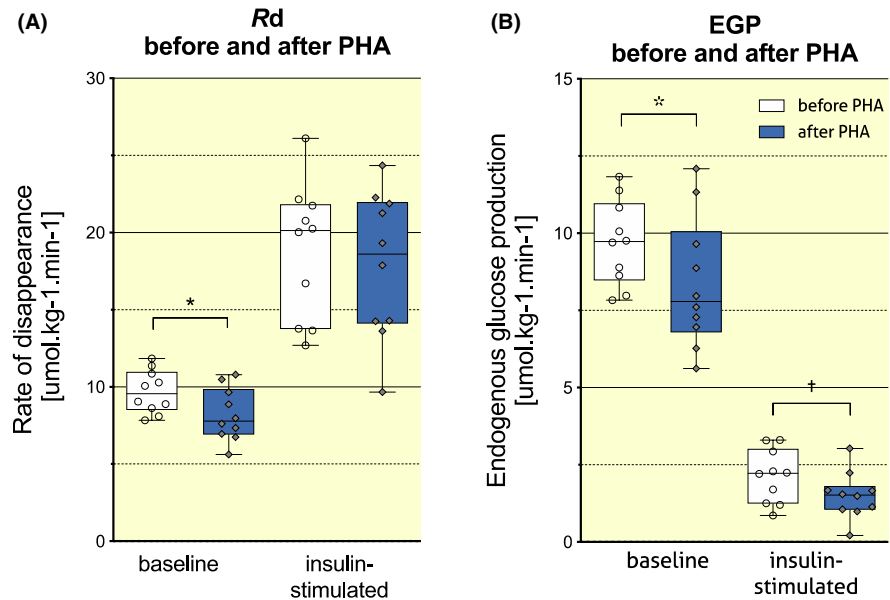 (A)
Rd
before and after PHA
Rate of disappearance
[umol.kg-1.min-1]
30
20
10
0
*
baseline
insulin-
stimulated
(B)
EGP
before and after PHA
Endogenous glucose production
[umol.kg-1.min-1]
15
10
5
0
☆
before PHA
after PHA
†
baseline
insulin-
stimulated